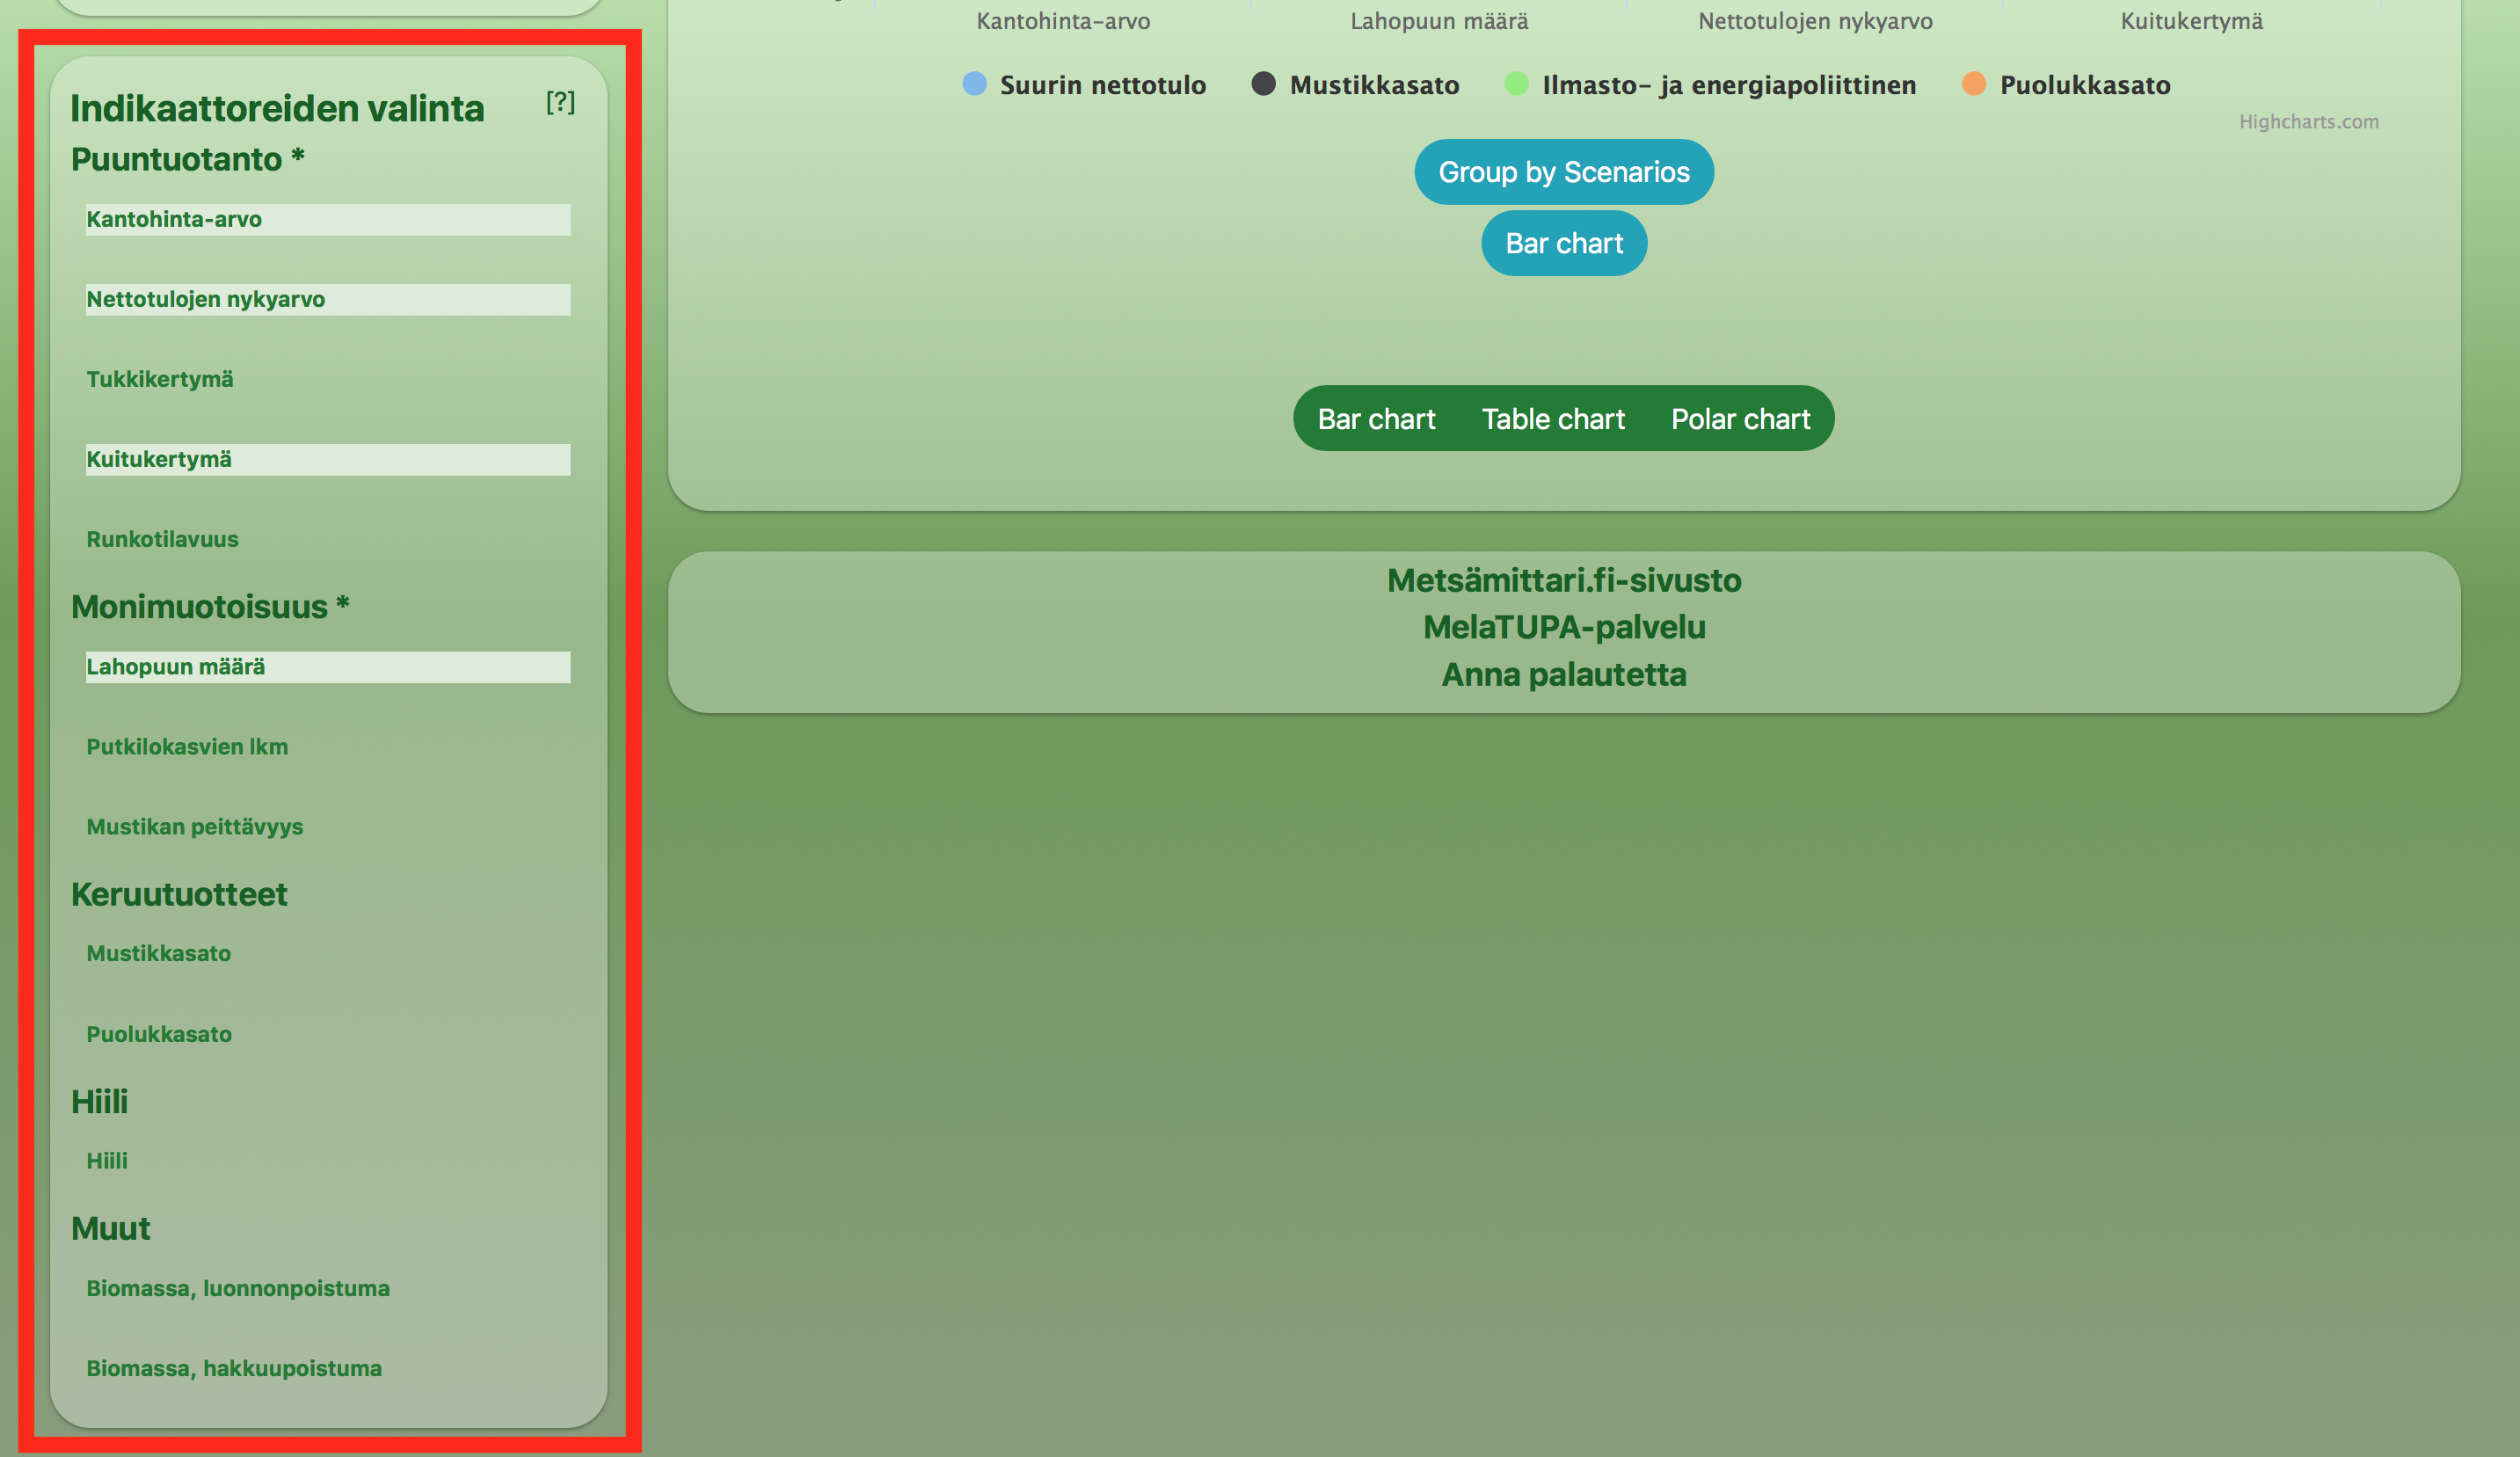 Indikaattoreiden valinta [?]
Puuntuotanto *
Kantohinta-arvo
Nettotulojen nykyarvo
Tukkikertymä
Kuitukertymä
Runkotilavuus
Monimuotoisuus *
Lahopuun määrä
Putkilokasvien lkm
Mustikan peittävyys
Keruutuotteet
Mustikkasato
Puolukkasato
Hiili
Hiili
Muut
Biomassa, luonnonpoistuma
Biomassa, hakkuupoistuma
Kantohinta-arvo Lahopuun määrä Nettotulojen nykyarvo Kuitukertymä
Suurin nettotulo Mustikkasato Ilmasto- ja energiapoliittinen Puolukkasato
Highcharts.com
Group by Scenarios
Bar chart
Bar chart Table chart Polar chart
Metsämittari.fi-sivusto
MelaTUPA-palvelu
Anna palautetta